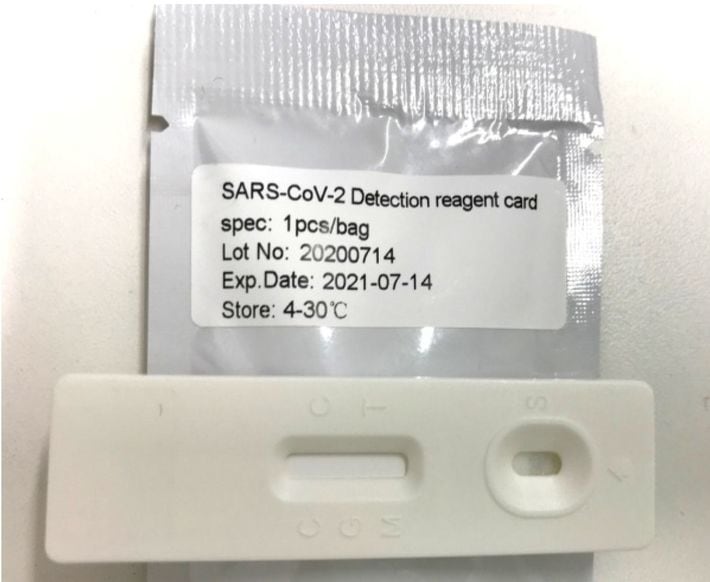 SARS-CoV-2 Detection reagent card
spec: 1pcs/bag
Lot No: 20200714
Exp.Date: 2021-07-14
Store: 4-30℃
C T S
C G M